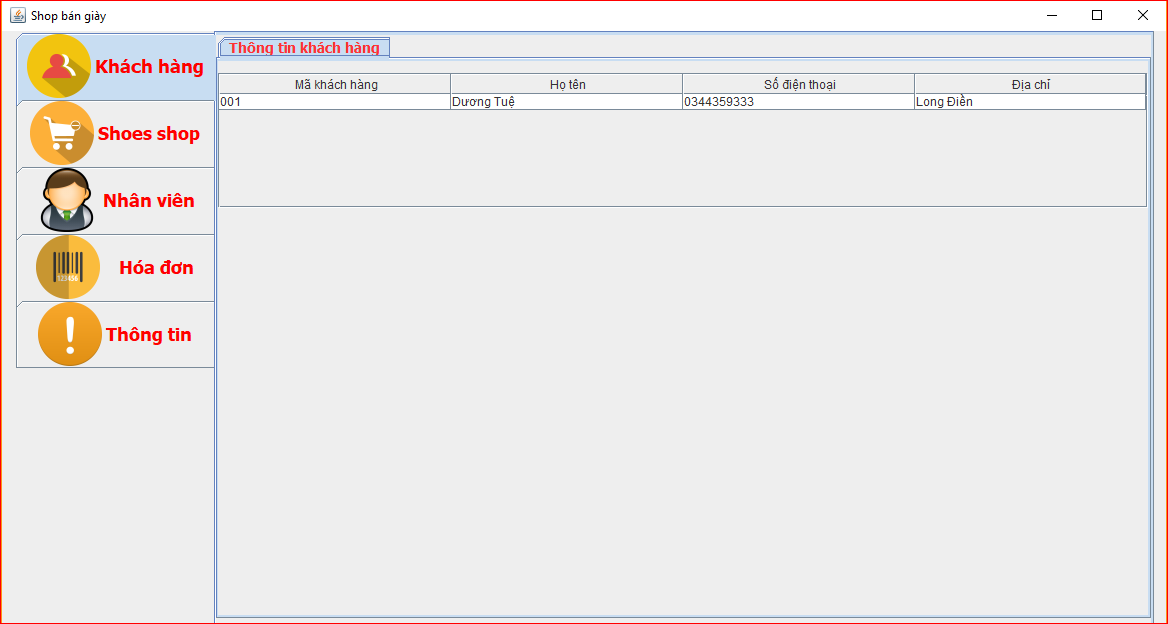 Shop bán giày
Khách hàng
Shoes shop
Nhân viên
123456
Hóa đơn
Thông tin
Thông tin khách hàng
Mã khách hàng Họ tên Số điện thoại Địa chỉ
001 Dương Tuệ 0344359333 Long Điền